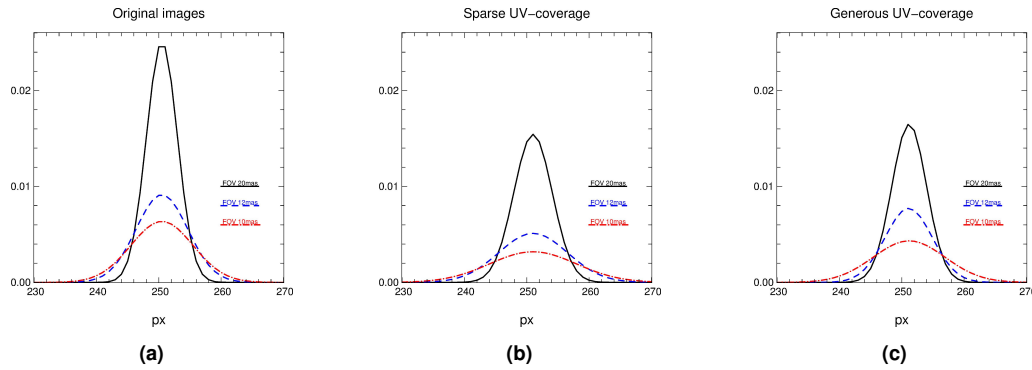 Original images
0.02
0.01
0.00
FOV 20mas
FOV 12mas
FOV 10mas
230 240 250 260 270
px
(a)
Sparse UV−coverage
0.02
0.01
0.00
FOV 20mas
FOV 12mas
FOV 10mas
230 240 250 260 270
px
(b)
Generous UV−coverage
0.02
0.01
0.00
FOV 20mas
FOV 12mas
FOV 10mas
230 240 250 260 270
px
(c)